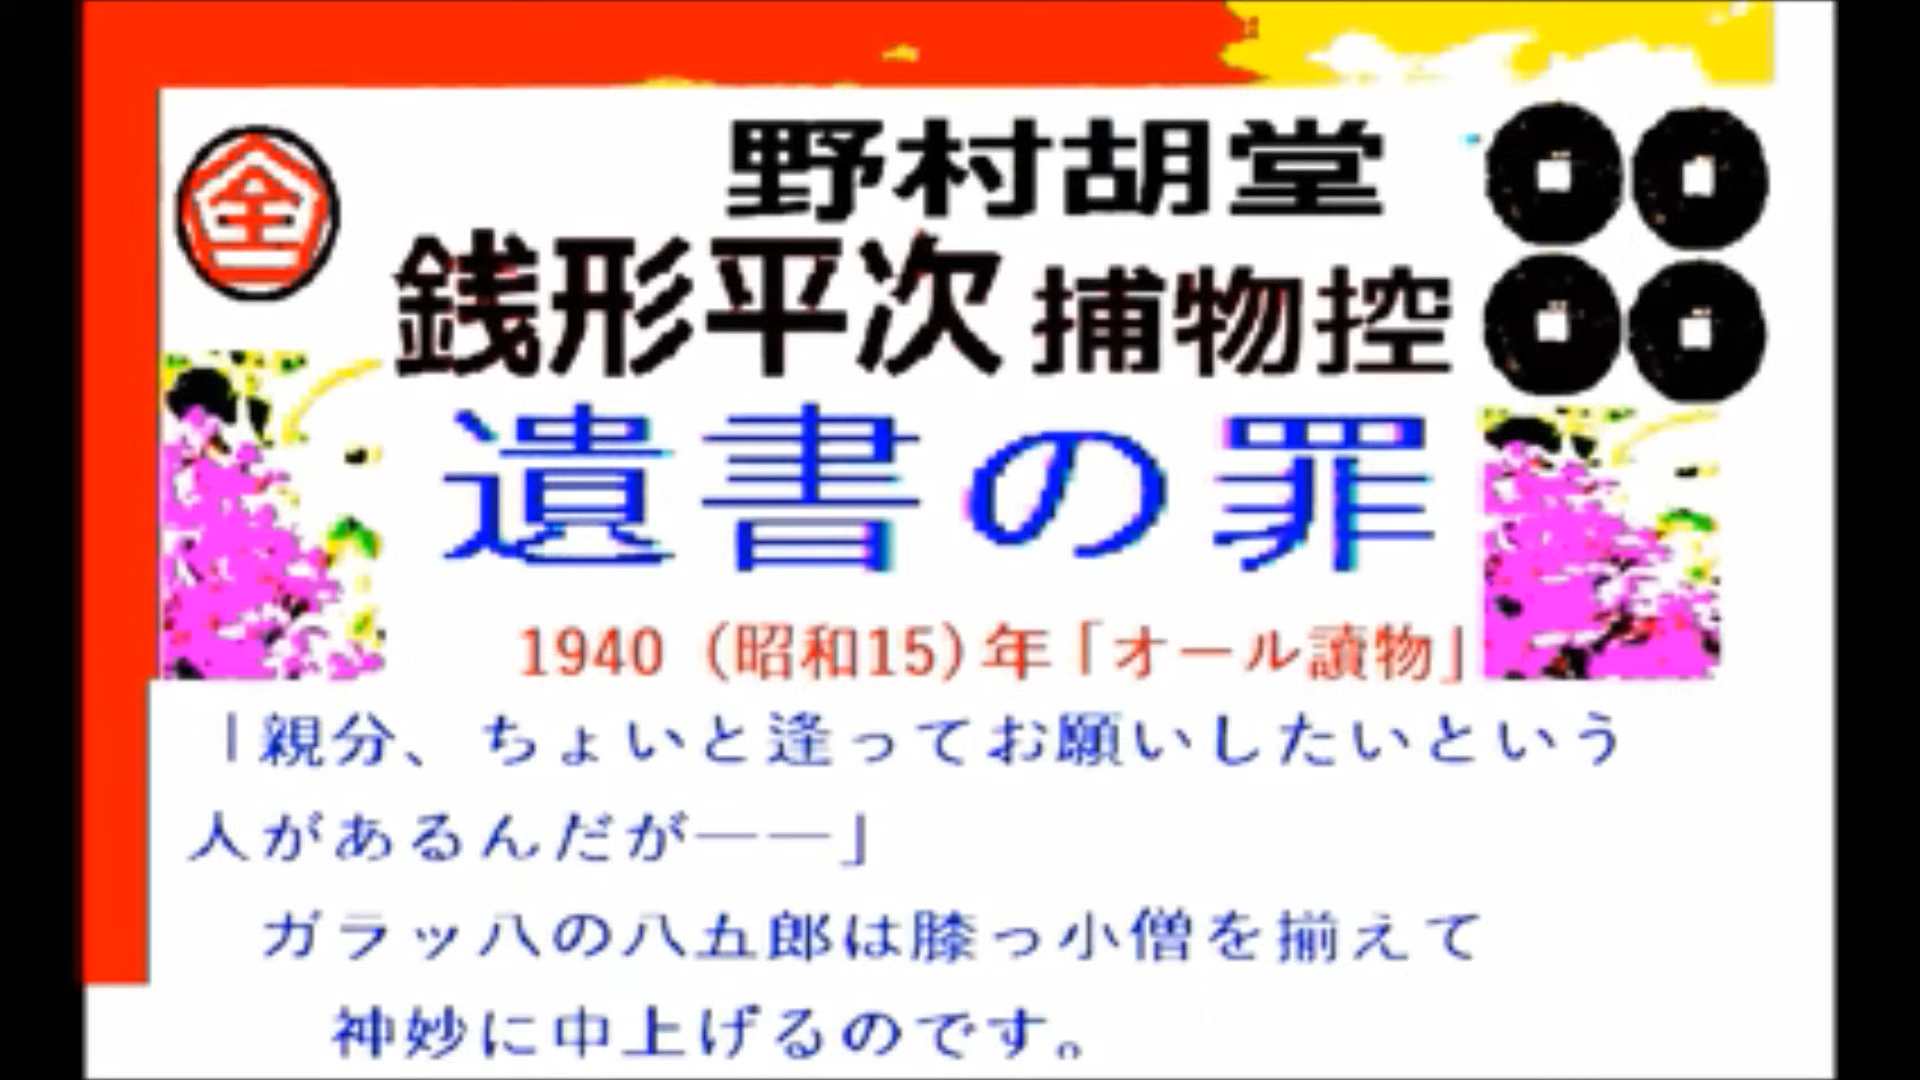 全
野村胡堂
銭形平次 捕物控
遺書の罪
1940（昭和15）年「オール讀物」
「親分、ちょいと逢ってお願いしたいという
人があるんだが――」
ガラッ八の八五郎は膝っ小僧を揃えて
神妙に申上げるのです。